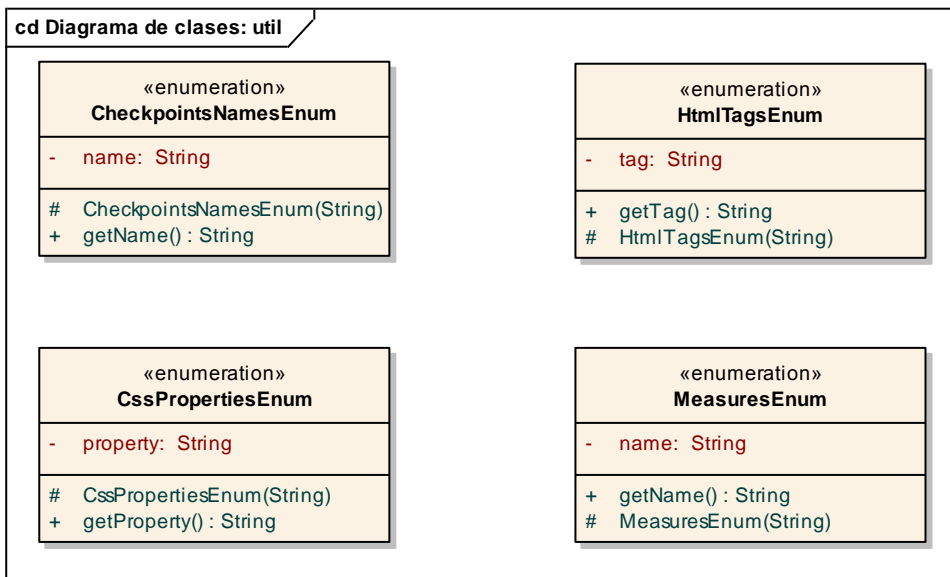 cd Diagrama de clases: util
«enumeration»
CheckpointsNamesEnum
- name: String
# CheckpointsNamesEnum(String)
+ getName() : String
«enumeration»
HtmlTagsEnum
- tag: String
+ getTag() : String
# HtmlTagsEnum(String)
«enumeration»
CssPropertiesEnum
- property: String
# CssPropertiesEnum(String)
+ getProperty() : String
«enumeration»
MeasuresEnum
- name: String
+ getName() : String
# MeasuresEnum(String)